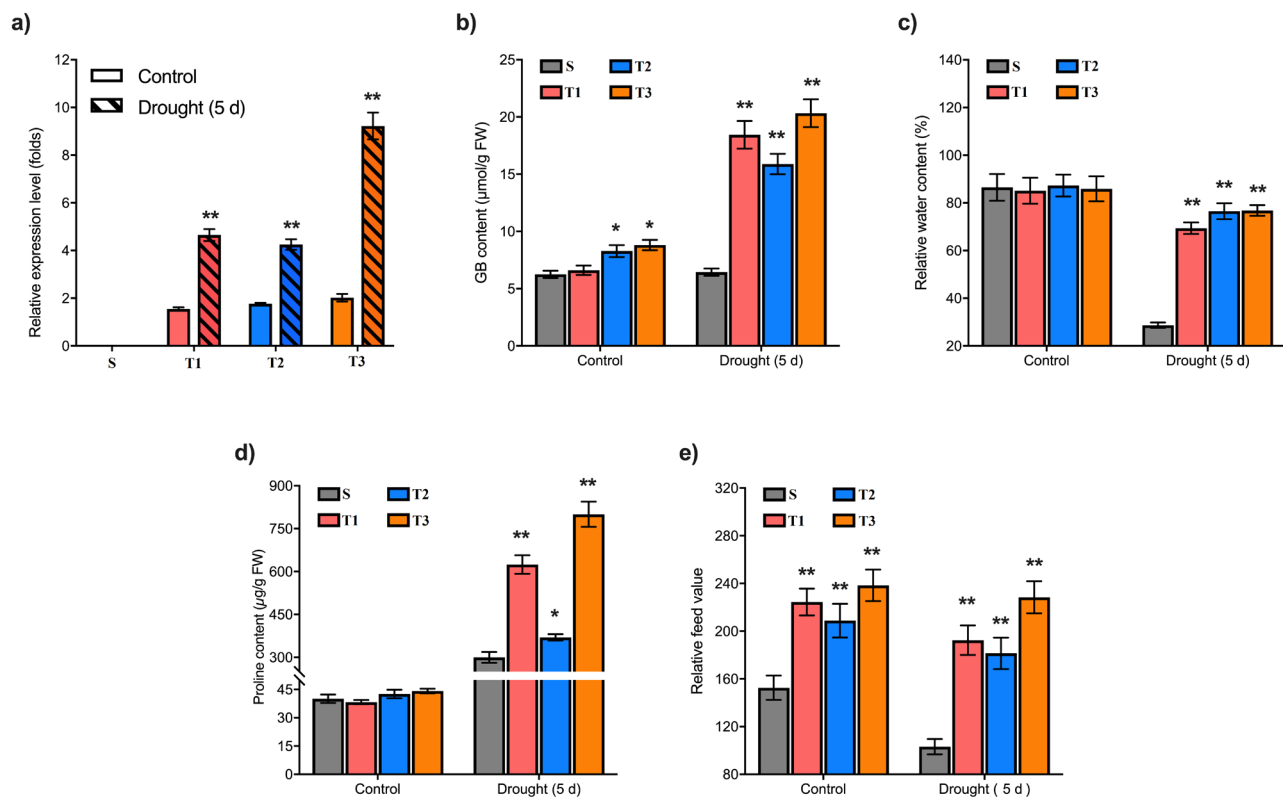 a)
Relative expression level (folds)
12
10
8
6
4
2
0
Control
Drought (5 d)
**
**
**
S
T1
T2
T3
b)
GB content (μmol/g FW)
25
20
15
10
5
0
S
T2
T1
T3
*
*
**
**
**
Control
Drought (5 d)
c)
Relative water content (%)
140
120
100
80
60
40
20
S
T2
T1
T3
**
**
**
Control
Drought (5 d)
d)
Proline content (μg/g FW)
900
750
600
450
300
45
30
15
0
S
T2
T1
T3
**
*
**
Control
Drought (5 d)
e)
Relative feed value
320
280
240
200
160
120
80
S
T2
T1
T3
**
**
**
**
**
**
Control
Drought ( 5 d )